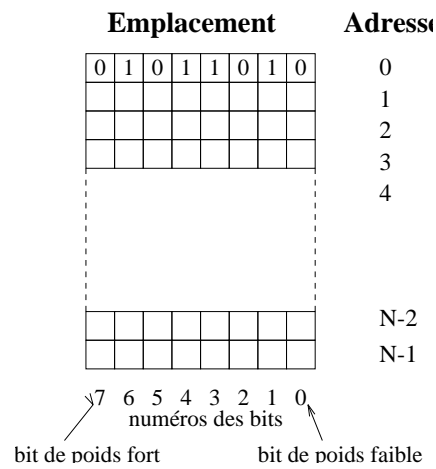 Emplacement Adresse
0 1 0 1 1 0 1 0 0
1
2
3
4
N-2
N-1
7 6 5 4 3 2 1 0
numéros des bits
bit de poids fort bit de poids faible